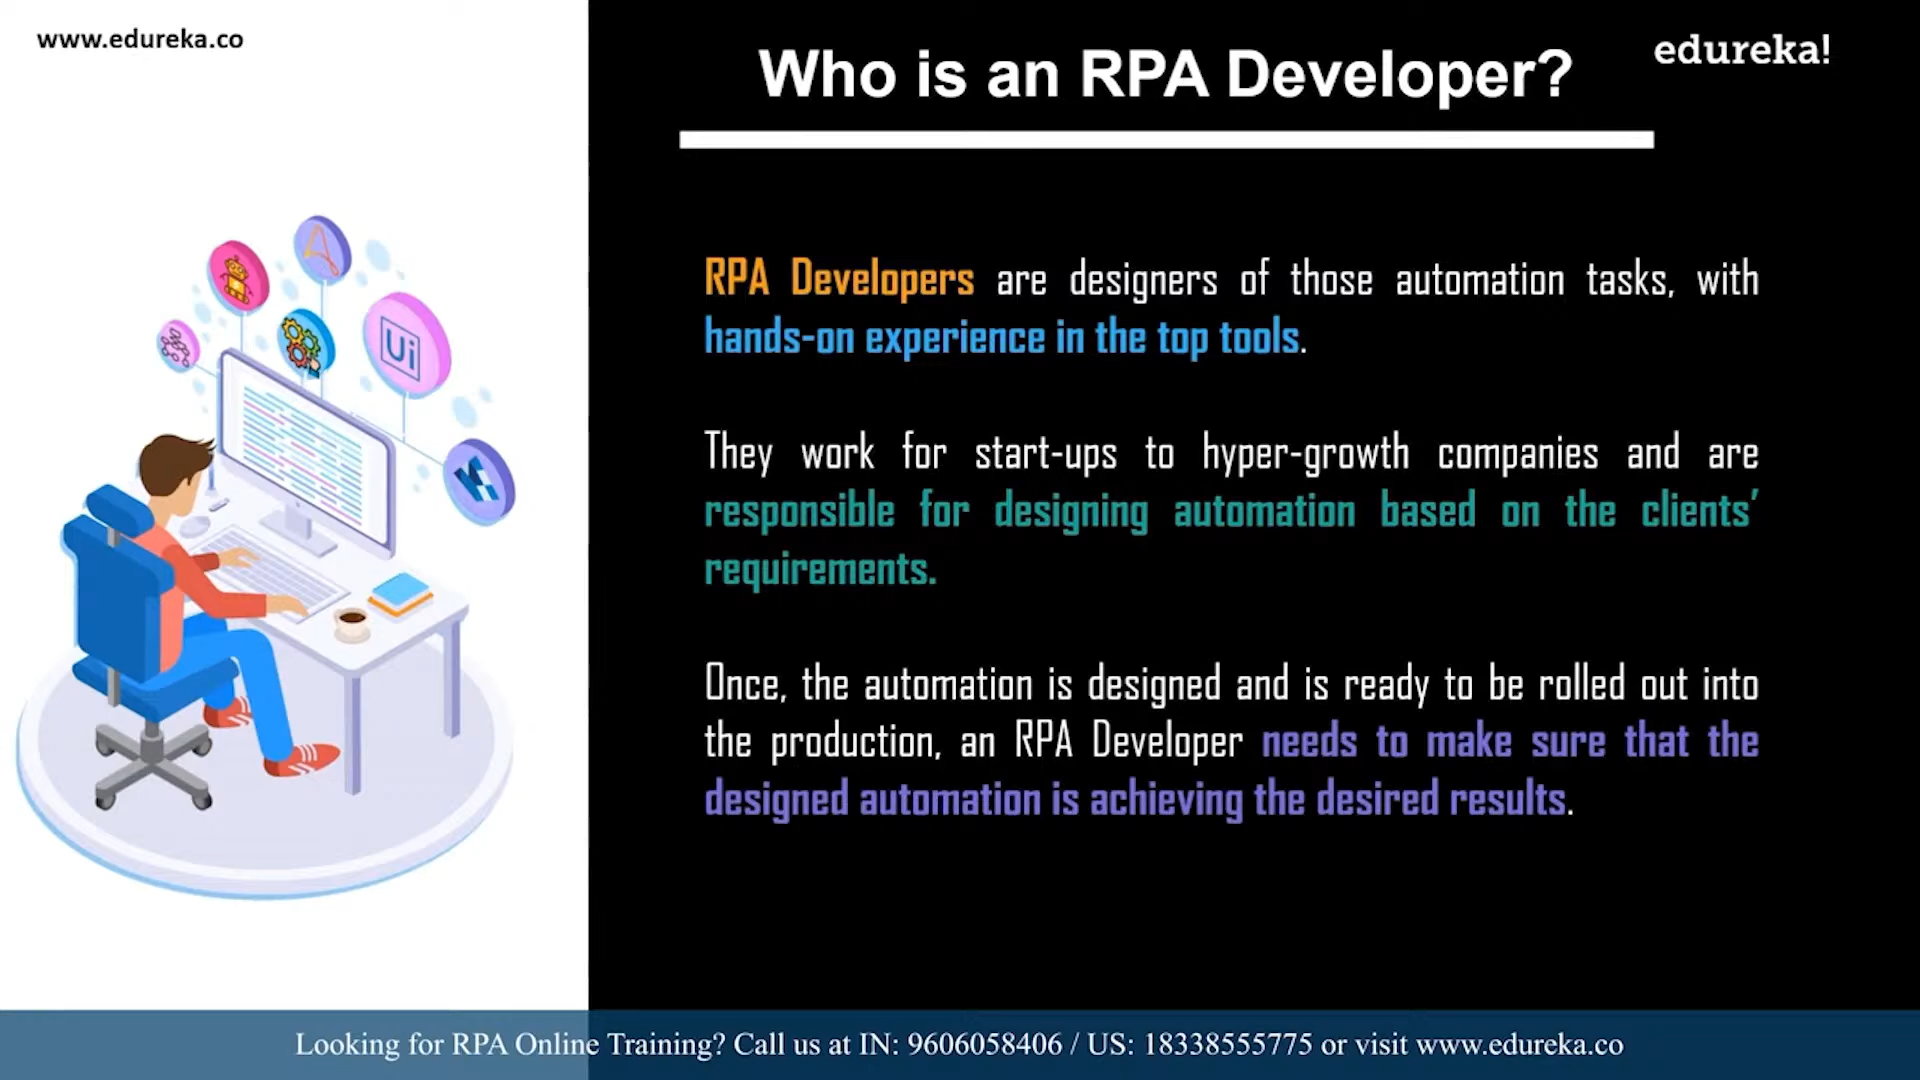 www.edureka.co
Who is an RPA Developer?
edureka!
RPA Developers are designers of those automation tasks, with
hands-on experience in the top tools.
They work for start-ups to hyper-growth companies and are
responsible for designing automation based on the clients’
requirements.
Once, the automation is designed and is ready to be rolled out into
the production, an RPA Developer needs to make sure that the
designed automation is achieving the desired results.
Ui
Looking for RPA Online Training? Call us at IN: 9606058406 / US: 18338555775 or visit www.edureka.co